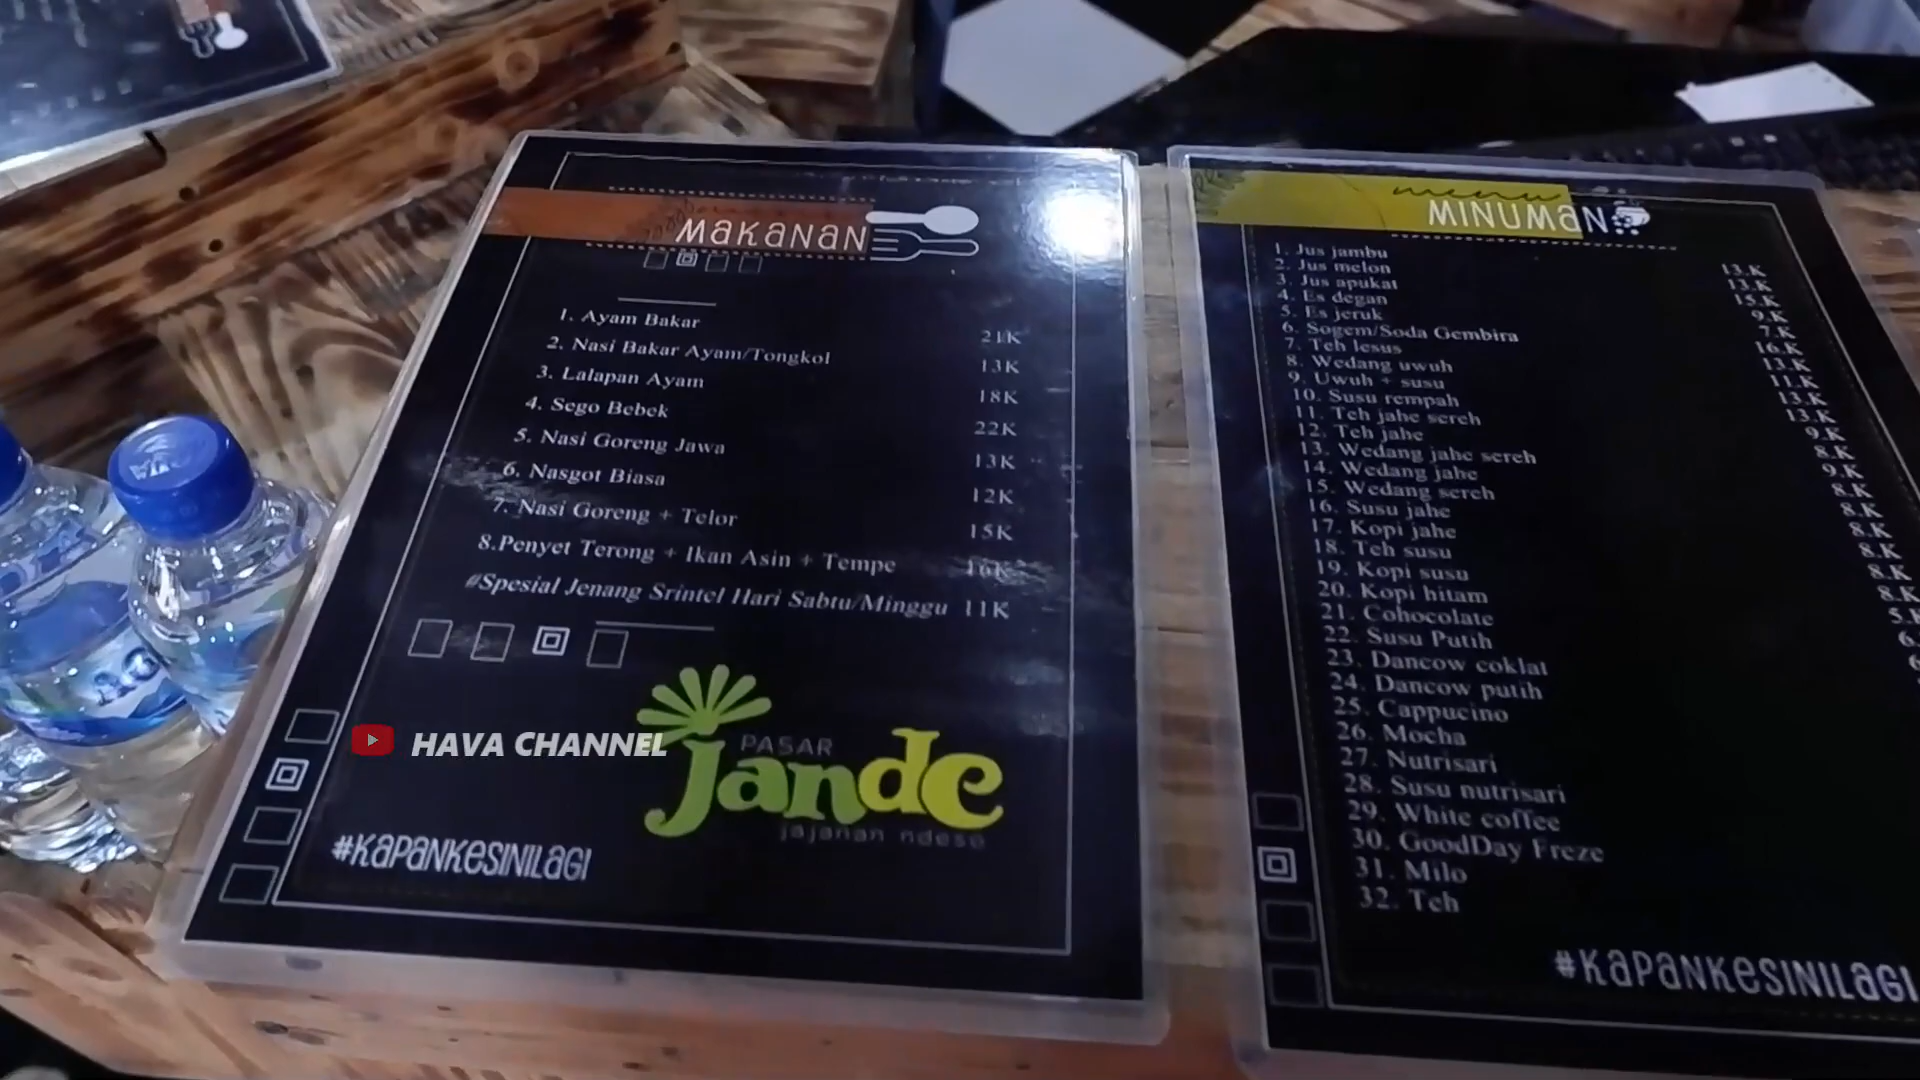 MAKANAN
1. Ayam Bakar 21K
2. Nasi Bakar Ayam/Tongkol 13K
3. Lalapan Ayam 18K
4. Sego Bebek 22K
5. Nasi Goreng Jawa 13K
6. Nasgot Biasa 12K
7. Nasi Goreng + Telor 15K
8.Penyet Terong + Ikan Asin + Tempe 16K
#Spesial Jenang Srintel Hari Sabtu/Minggu 11K
HAVA CHANNEL
PASAR
Jande
jajanan ndeso
#KAPANKESINILAGI
menu
MINUMAN
1. Jus jambu 13.K
2. Jus melon 13.K
3. Jus apukat 15.K
4. Es degan 9.K
5. Es jeruk 7.K
6. Sogem/Soda Gembira 16.K
7. Teh lesus 13.K
8. Wedang uwuh 11.K
9. Uwuh + susu 13.K
10. Susu rempah 13.K
11. Teh jahe sereh 9.K
12. Teh jahe 8.K
13. Wedang jahe sereh 9.K
14. Wedang jahe 8.K
15. Wedang sereh 8.K
16. Susu jahe 8.K
17. Kopi jahe 8.K
18. Teh susu 8.K
19. Kopi susu 8.K
20. Kopi hitam 5.K
21. Cohocolate
22. Susu Putih
23. Dancow coklat
24. Dancow putih
25. Cappucino
26. Mocha
27. Nutrisari
28. Susu nutrisari
29. White coffee
30. GoodDay Freze
31. Milo
32. Teh
#KAPANKESINILAGI